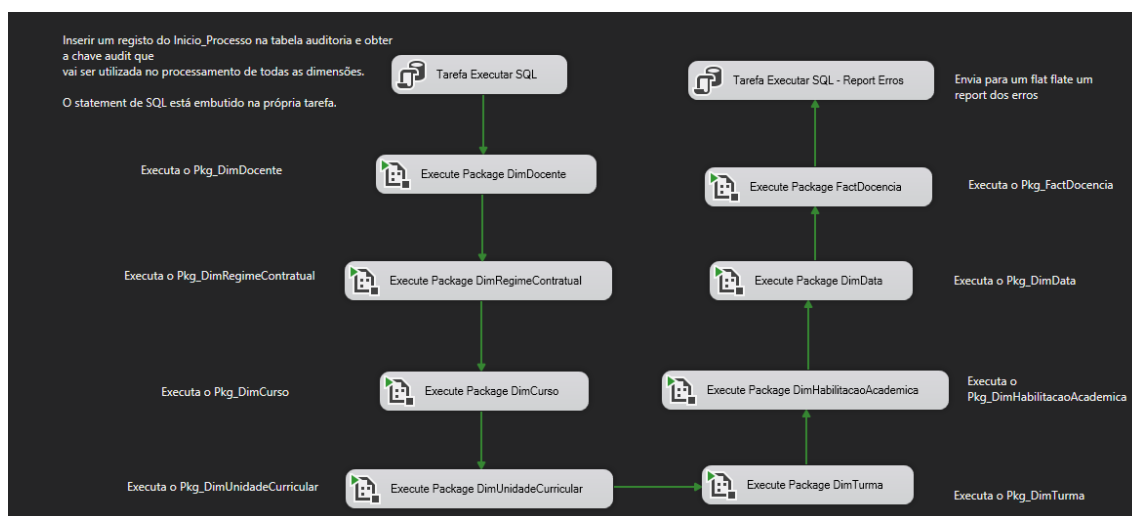 Inserir um registo do Inicio_Processo na tabela auditoria e obter
a chave audit que
vai ser utilizada no processamento de todas as dimensões.
O statement de SQL está embutido na própria tarefa.
Tarefa Executar SQL
Tarefa Executar SQL - Report Erros
Envia para um flat flate um
report dos erros
Executa o Pkg_DimDocente
Execute Package DimDocente
Execute Package FactDocencia
Executa o Pkg_FactDocencia
Executa o Pkg_DimRegimeContratual
Execute Package DimRegimeContratual
Execute Package DimData
Executa o Pkg_DimData
Executa o Pkg_DimCurso
Execute Package DimCurso
Execute Package DimHabilitacaoAcademica
Executa o
Pkg_DimHabilitacaoAcademica
Executa o Pkg_DimUnidadeCurricular
Execute Package DimUnidadeCurricular
Execute Package DimTurma
Executa o Pkg_DimTurma